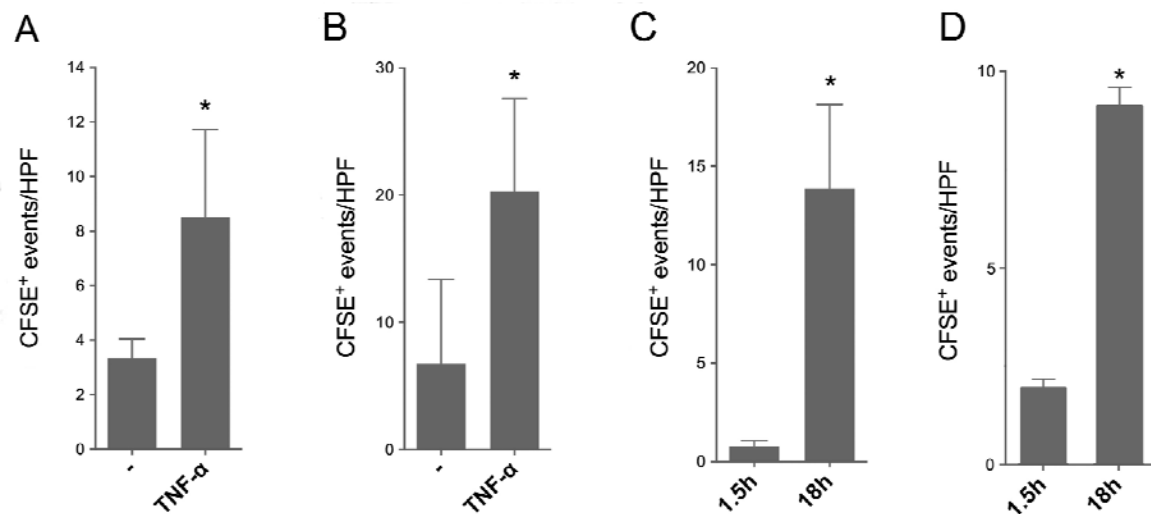 A
CFSE⁺ events/HPF
14
12
10
8
6
4
2
0
*
-
TNF-α
B
CFSE⁺ events/HPF
30
20
10
0
*
-
TNF-α
C
CFSE⁺ events/HPF
20
15
10
5
0
*
1.5h
18h
D
CFSE⁺ events/HPF
10
5
0
*
1.5h
18h